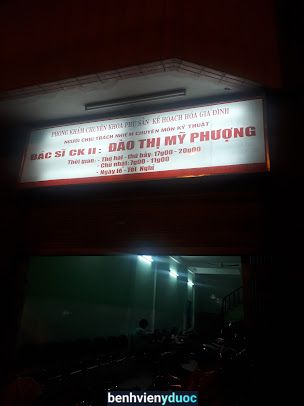 PHÒNG KHÁM CHUYÊN KHOA PHỤ SẢN KẾ HOẠCH HÓA GIA ĐÌNH
NGƯỜI CHỊU TRÁCH NHIỆM CHUYÊN MÔN KỸ THUẬT
BÁC SĨ CK II : ĐÀO THỊ MỸ PHƯỢNG
Thời gian - Thứ hai - thứ bảy: 17g00 - 20g00
- Chủ nhật: 7g00 - 11g00
- Ngày lễ - Tết Nghỉ
benhvienyduoc